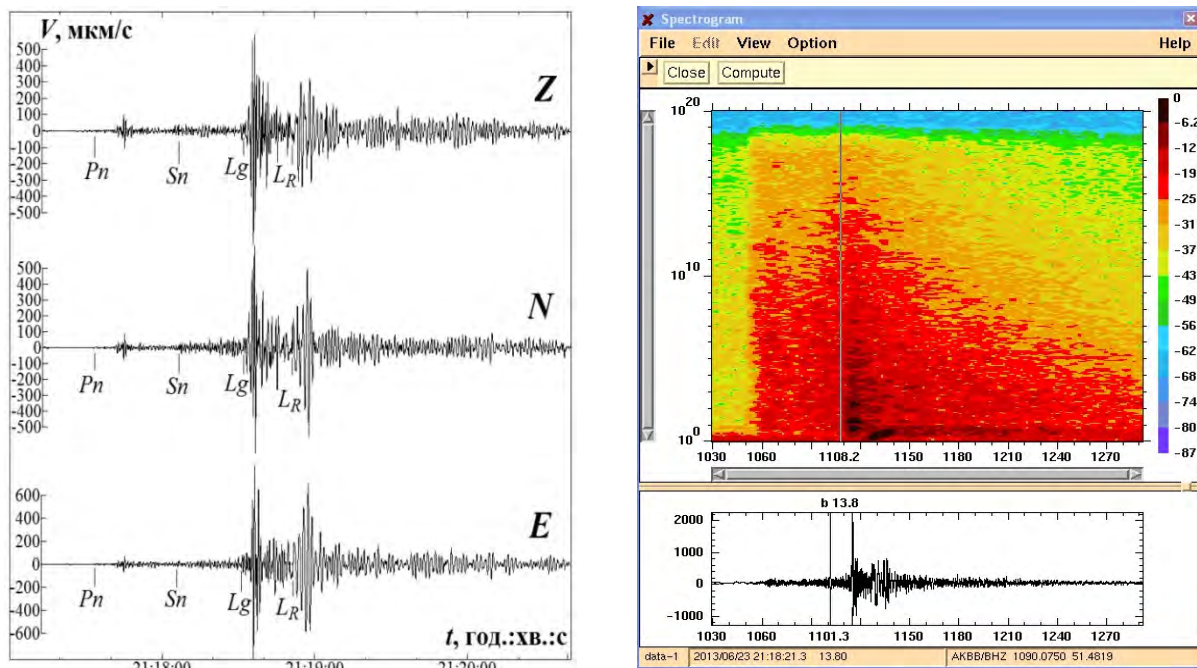 V, мкм/с
500
400
300
200
100
0
-100
-200
-300
-400
-500
Z
Pn
Sn
Lg
L_R
500
400
300
200
100
0
-100
-200
-300
-400
-500
N
Pn
Sn
Lg
L_R
600
400
200
0
-200
-400
-600
E
Pn
Sn
Lg
L_R
t, год.:хв.:с
21:18:00
21:19:00
21:20:00
Spectrogram
File Edit View Option Help
Close Compute
10^20
10^10
10^0
1030 1060 1108.2 1150 1180 1210 1240 1270
0
-6.2
-12
-19
-25
-31
-37
-43
-49
-56
-62
-68
-74
-80
-87
b 13.8
2000
1000
0
-1000
1030 1060 1101.3 1150 1180 1210 1240 1270
data-1 2013/06/23 21:18:21.3 13.80 AKBB/BHZ 1090.0750 51.4819